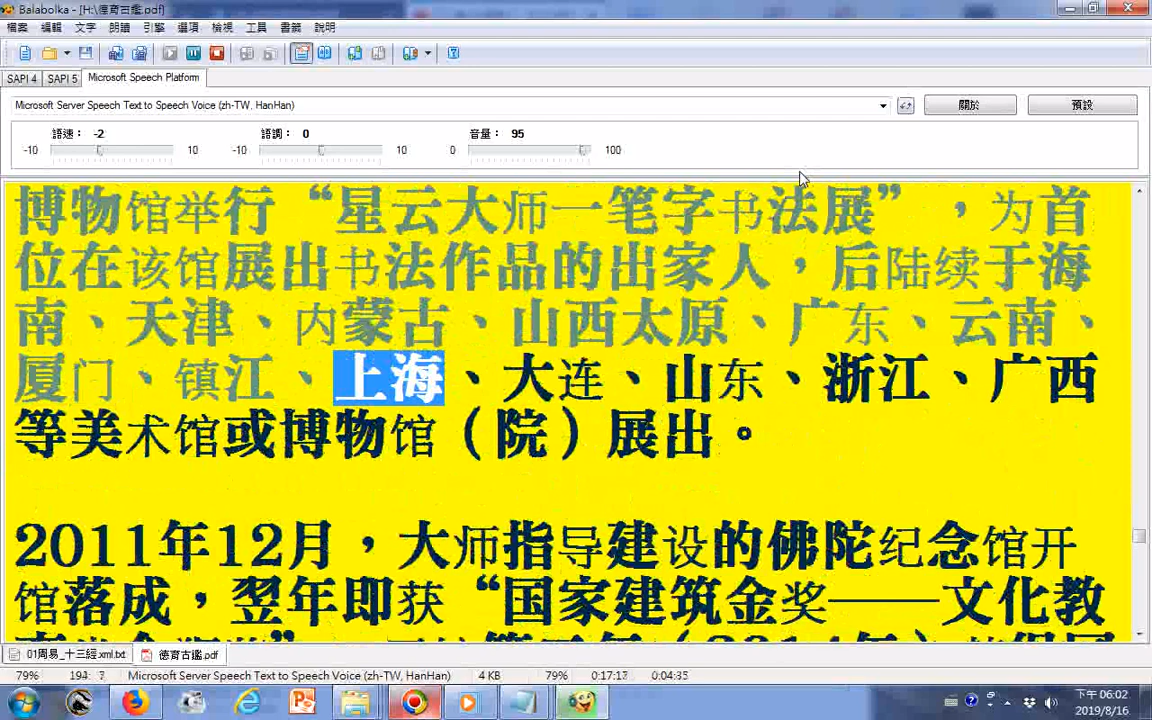 Balabolka - [H:\德育古鑑.pdf]
檔案 編輯 文字 朗讀 引擎 選項 檢視 工具 書籤 說明
SAPI 4 SAPI 5 Microsoft Speech Platform
Microsoft Server Speech Text to Speech Voice (zh-TW, HanHan) 關於 預設
語速： -2 語調： 0 音量： 95
-10 10 -10 10 0 100
博物馆举行“星云大师一笔字书法展”，为首
位在该馆展出书法作品的出家人，后陆续于海
南、天津、内蒙古、山西太原、广东、云南、
厦门、镇江、上海、大连、山东、浙江、广西
等美术馆或博物馆（院）展出。
2011年12月，大师指导建设的佛陀纪念馆开
馆落成，翌年即获“国家建筑金奖——文化教
01周易_十三經.xml.txt 德育古鑑.pdf
79% Microsoft Server Speech Text to Speech Voice (zh-TW, HanHan) 4 KB 79% 0:17:13 0:04:35
下午 06:02
2019/8/16